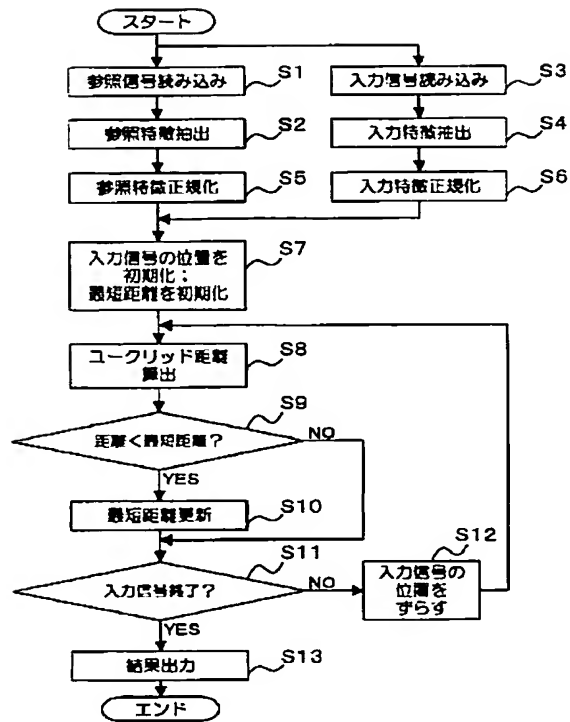 スタート
参照信号読み込み
S1
入力信号読み込み
S3
参照特徴抽出
S2
入力特徴抽出
S4
参照特徴正規化
S5
入力特徴正規化
S6
入力信号の位置を
初期化；
最短距離を初期化
S7
ユークリッド距離
算出
S8
距離<最短距離？
S9
NO
YES
最短距離更新
S10
入力信号終了？
S11
NO
入力信号の
位置を
ずらす
S12
YES
結果出力
S13
エンド